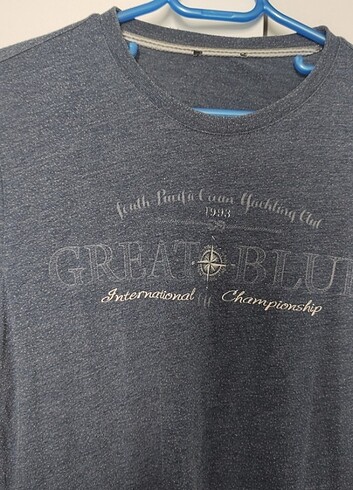 South Pacific Ocean Yachting Club
1993
GREAT BLUE
International Championship